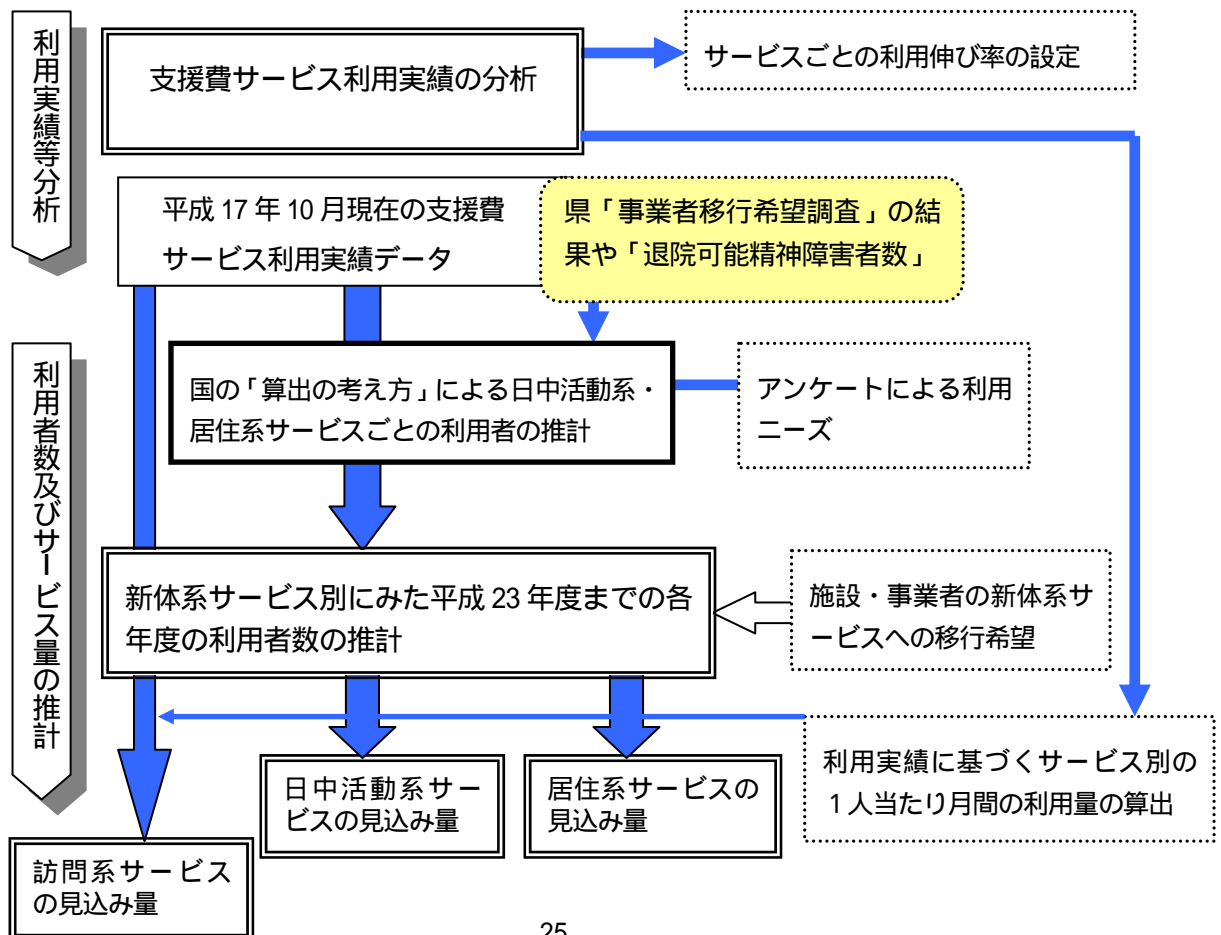 利用実績等分析
支援費サービス利用実績の分析
サービスごとの利用伸び率の設定
平成 17 年 10 月現在の支援費
サービス利用実績データ
県「事業者移行希望調査」の結
果や「退院可能精神障害者数」
利用者数及びサービス量の推計
国の「算出の考え方」による日中活動系・
居住系サービスごとの利用者の推計
アンケートによる利用
ニーズ
新体系サービス別にみた平成 23 年度までの各
年度の利用者数の推計
施設・事業者の新体系サ
ービスへの移行希望
日中活動系サー
ビスの見込み量
居住系サービスの
見込み量
利用実績に基づくサービス別の
1 人当たり月間の利用量の算出
訪問系サービス
の見込み量
25